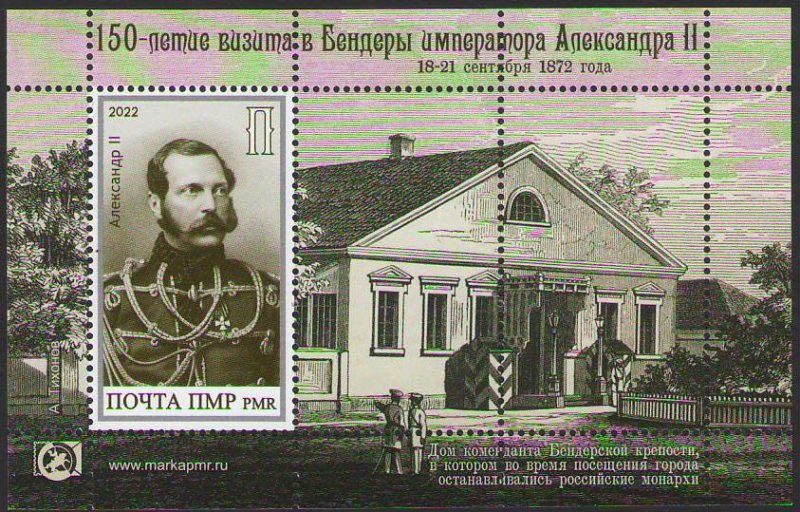 150-летие визита в Бендеры императора Александра II
18-21 сентября 1872 года
2022
П
Александр II
А. Тихонов
ПОЧТА ПМР PMR
www.markapmr.ru
Дом коменданта Бендерской крепости,
в котором во время посещения города
останавливались российские монархи